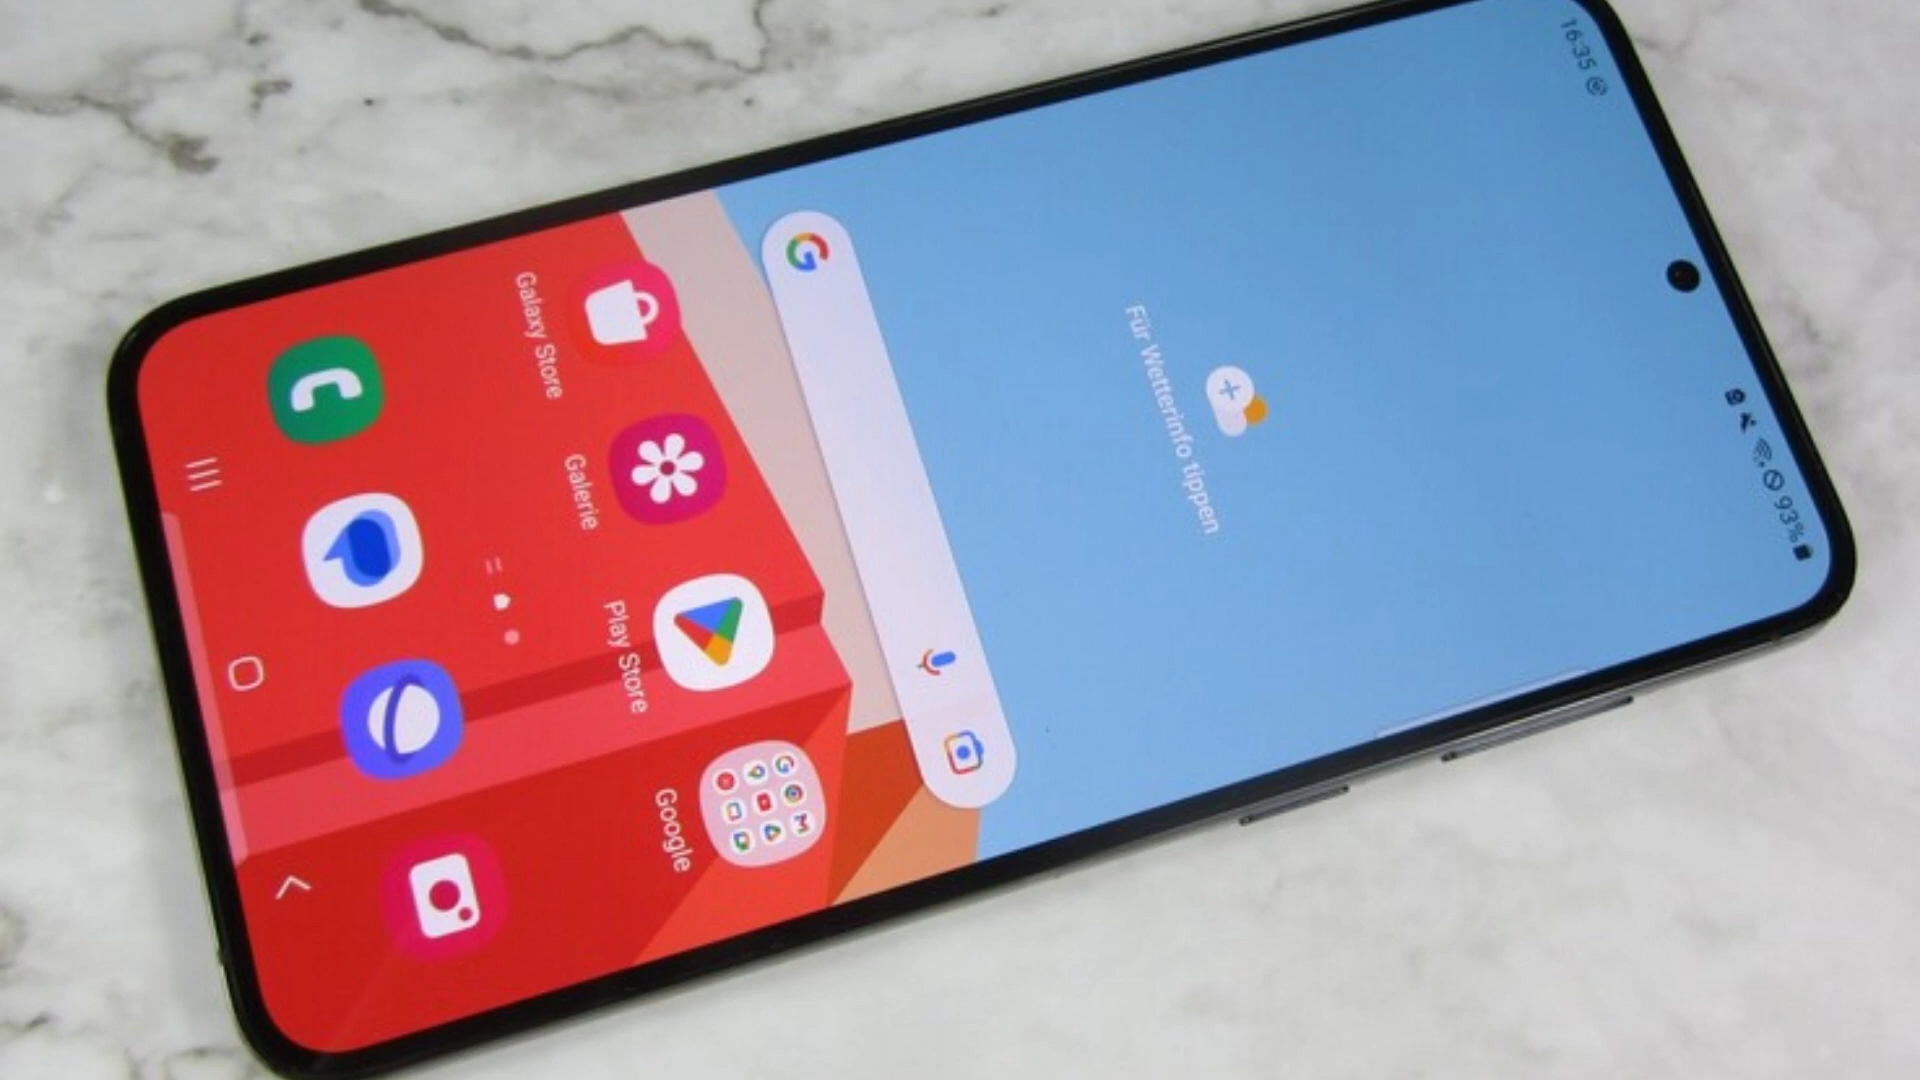 16:35
93%
Für Wetterinfo tippen
Galaxy Store
Galerie
Play Store
Google